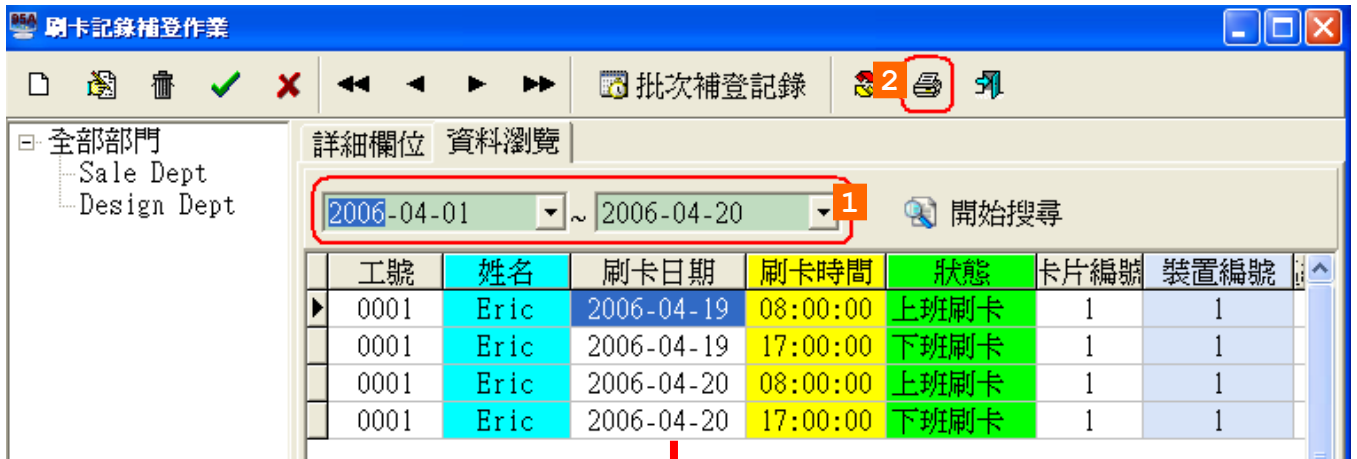 刷卡記錄補登作業
批次補登記錄 2
全部部門
Sale Dept
Design Dept
詳細欄位 資料瀏覽
2006-04-01 ~ 2006-04-20 1 開始搜尋
工號 姓名 刷卡日期 刷卡時間 狀態 卡片編號 裝置編號
0001 Eric 2006-04-19 08:00:00 上班刷卡 1 1
0001 Eric 2006-04-19 17:00:00 下班刷卡 1 1
0001 Eric 2006-04-20 08:00:00 上班刷卡 1 1
0001 Eric 2006-04-20 17:00:00 下班刷卡 1 1